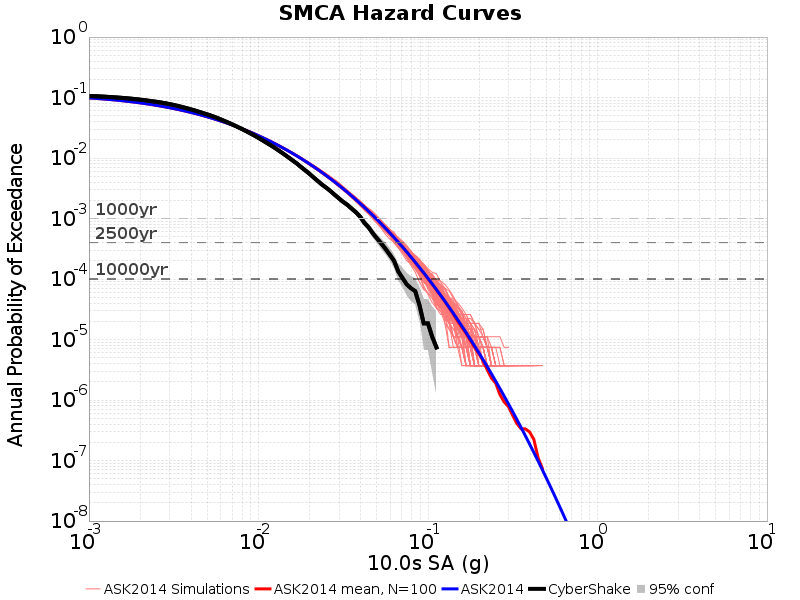 SMCA Hazard Curves
Annual Probability of Exceedance
10^0
10^-1
10^-2
10^-3
10^-4
10^-5
10^-6
10^-7
10^-8
1000yr
2500yr
10000yr
10^-3 10^-2 10^-1 10^0 10^1
10.0s SA (g)
ASK2014 Simulations ASK2014 mean, N=100 ASK2014 CyberShake 95% conf